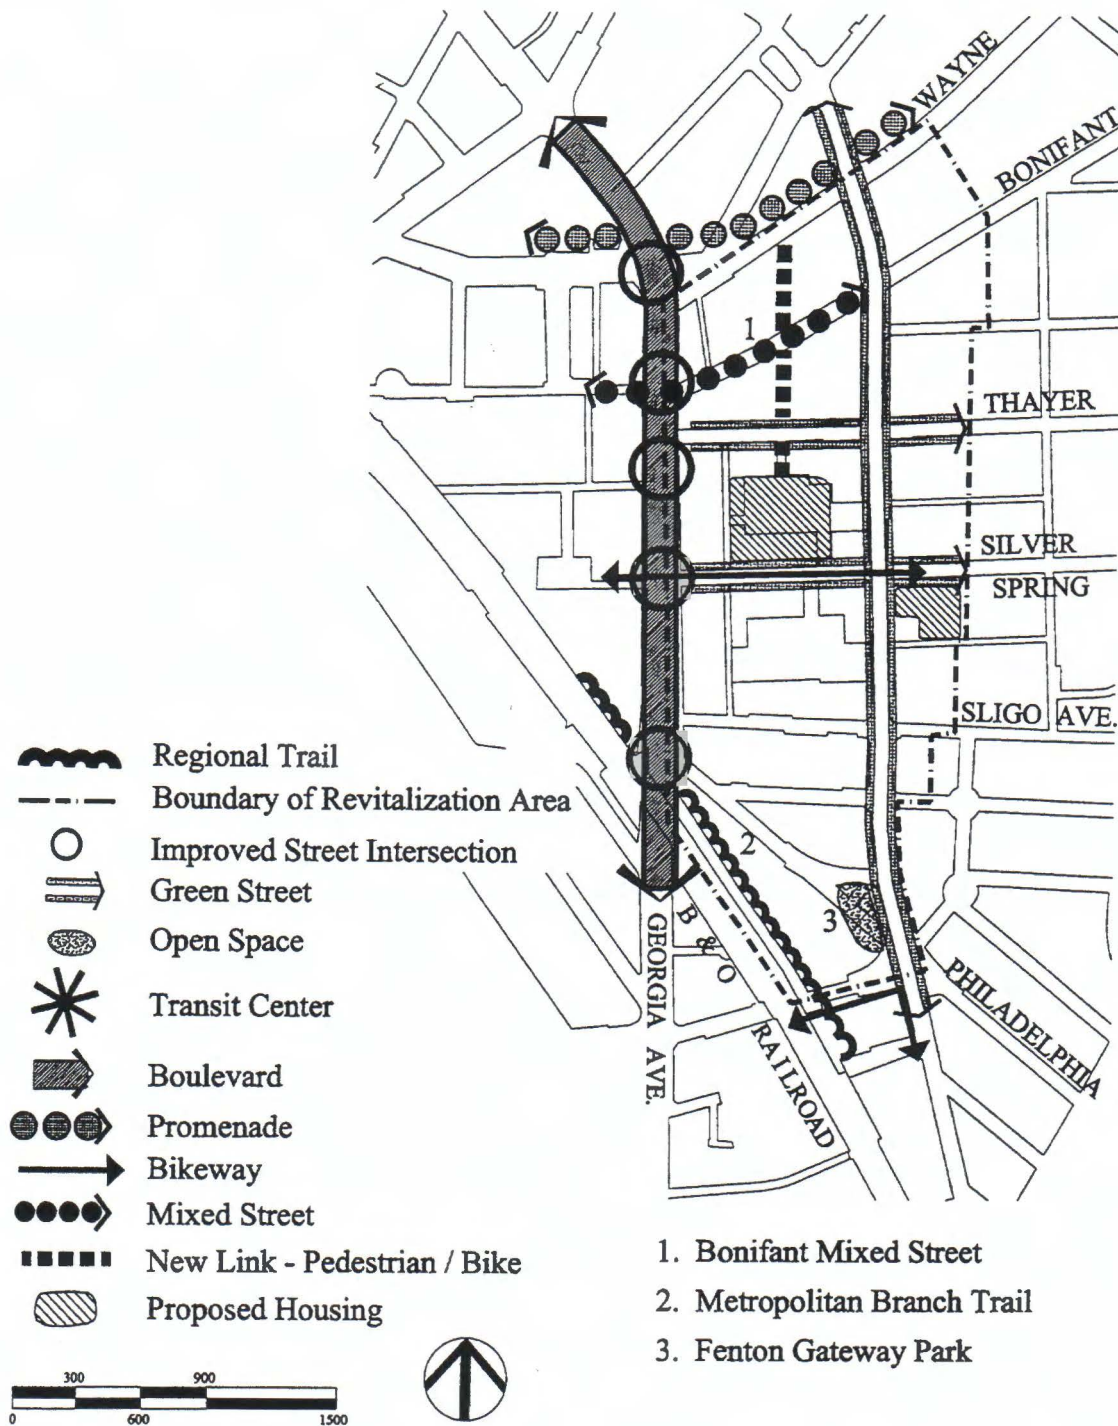 WAYNE
BONIFANT
1
THAYER
SILVER
SPRING
SLIGO AVE.
2
3
B & O
RAILROAD
GEORGIA AVE.
PHILADELPHIA
Regional Trail
Boundary of Revitalization Area
Improved Street Intersection
Green Street
Open Space
Transit Center
Boulevard
Promenade
Bikeway
Mixed Street
New Link - Pedestrian / Bike
Proposed Housing
1. Bonifant Mixed Street
2. Metropolitan Branch Trail
3. Fenton Gateway Park
300 900
0 600 1500